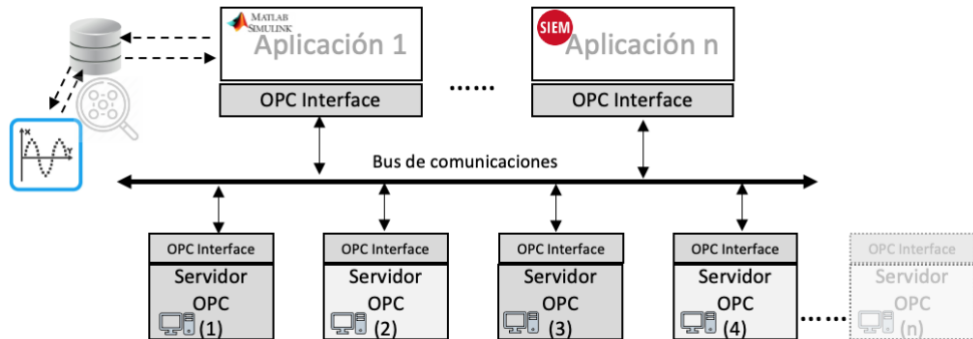 MATLAB
SIMULINK
Aplicación 1
OPC Interface
......
SIEM
Aplicación n
OPC Interface
X
Y
Bus de comunicaciones
OPC Interface
Servidor
OPC
(1)
OPC Interface
Servidor
OPC
(2)
OPC Interface
Servidor
OPC
(3)
OPC Interface
Servidor
OPC
(4)
......
OPC Interface
Servidor
OPC
(n)